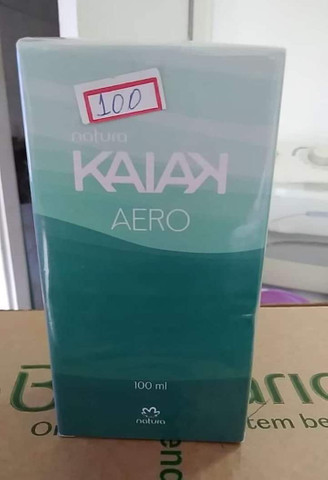 100
natura
KAIAK
AERO
100 ml
natura